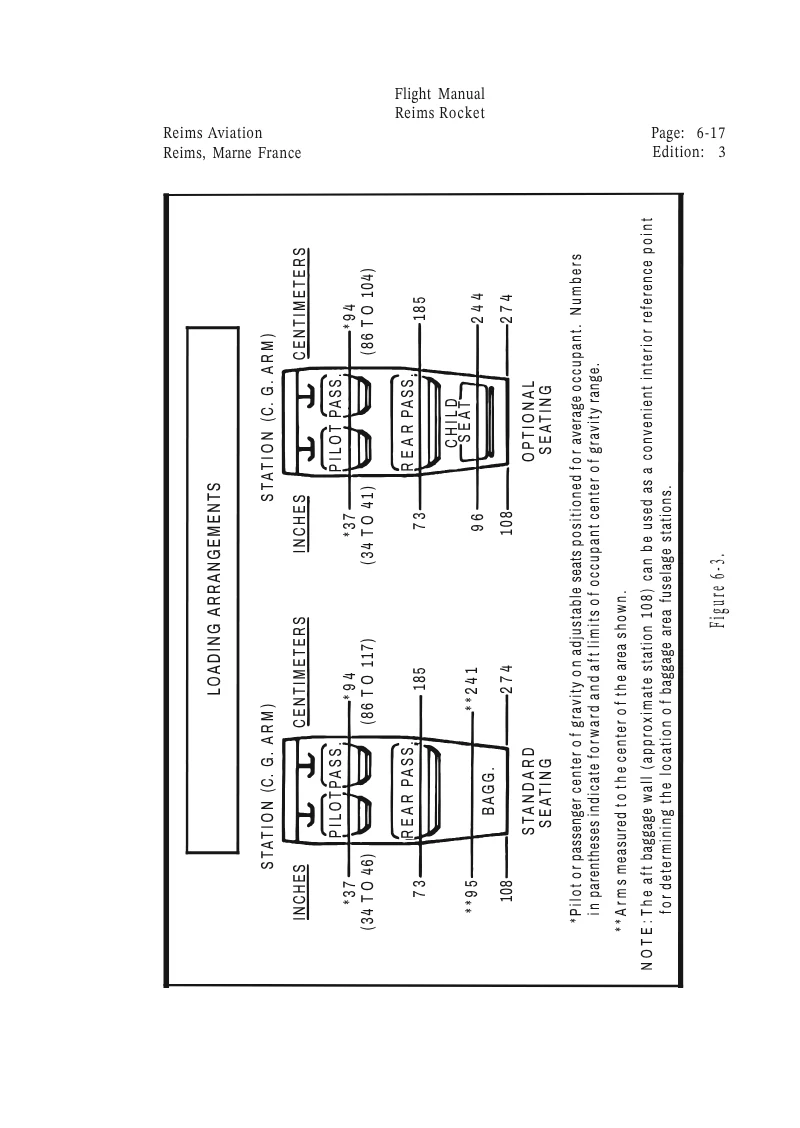 Flight Manual
Reims Rocket
Reims Aviation
Reims, Marne France
Page: 6-17
Edition: 3
LOADING ARRANGEMENTS
STATION (C. G. ARM)
INCHES
CENTIMETERS
PILOT PASS.
*37
*94
(34 TO 46)
(86 TO 117)
REAR PASS.
73
185
**95
**241
BAGG.
108
274
STANDARD
SEATING
STATION (C. G. ARM)
INCHES
CENTIMETERS
PILOT PASS.
*37
*94
(34 TO 41)
(86 TO 104)
REAR PASS.
73
185
CHILD
SEAT
96
244
108
274
OPTIONAL
SEATING
*Pilot or passenger center of gravity on adjustable seats positioned for average occupant. Numbers
in parentheses indicate forward and aft limits of occupant center of gravity range.
**Arms measured to the center of the area shown.
NOTE: The aft baggage wall (approximate station 108) can be used as a convenient interior reference point
for determining the location of baggage area fuselage stations.
Figure 6-3.